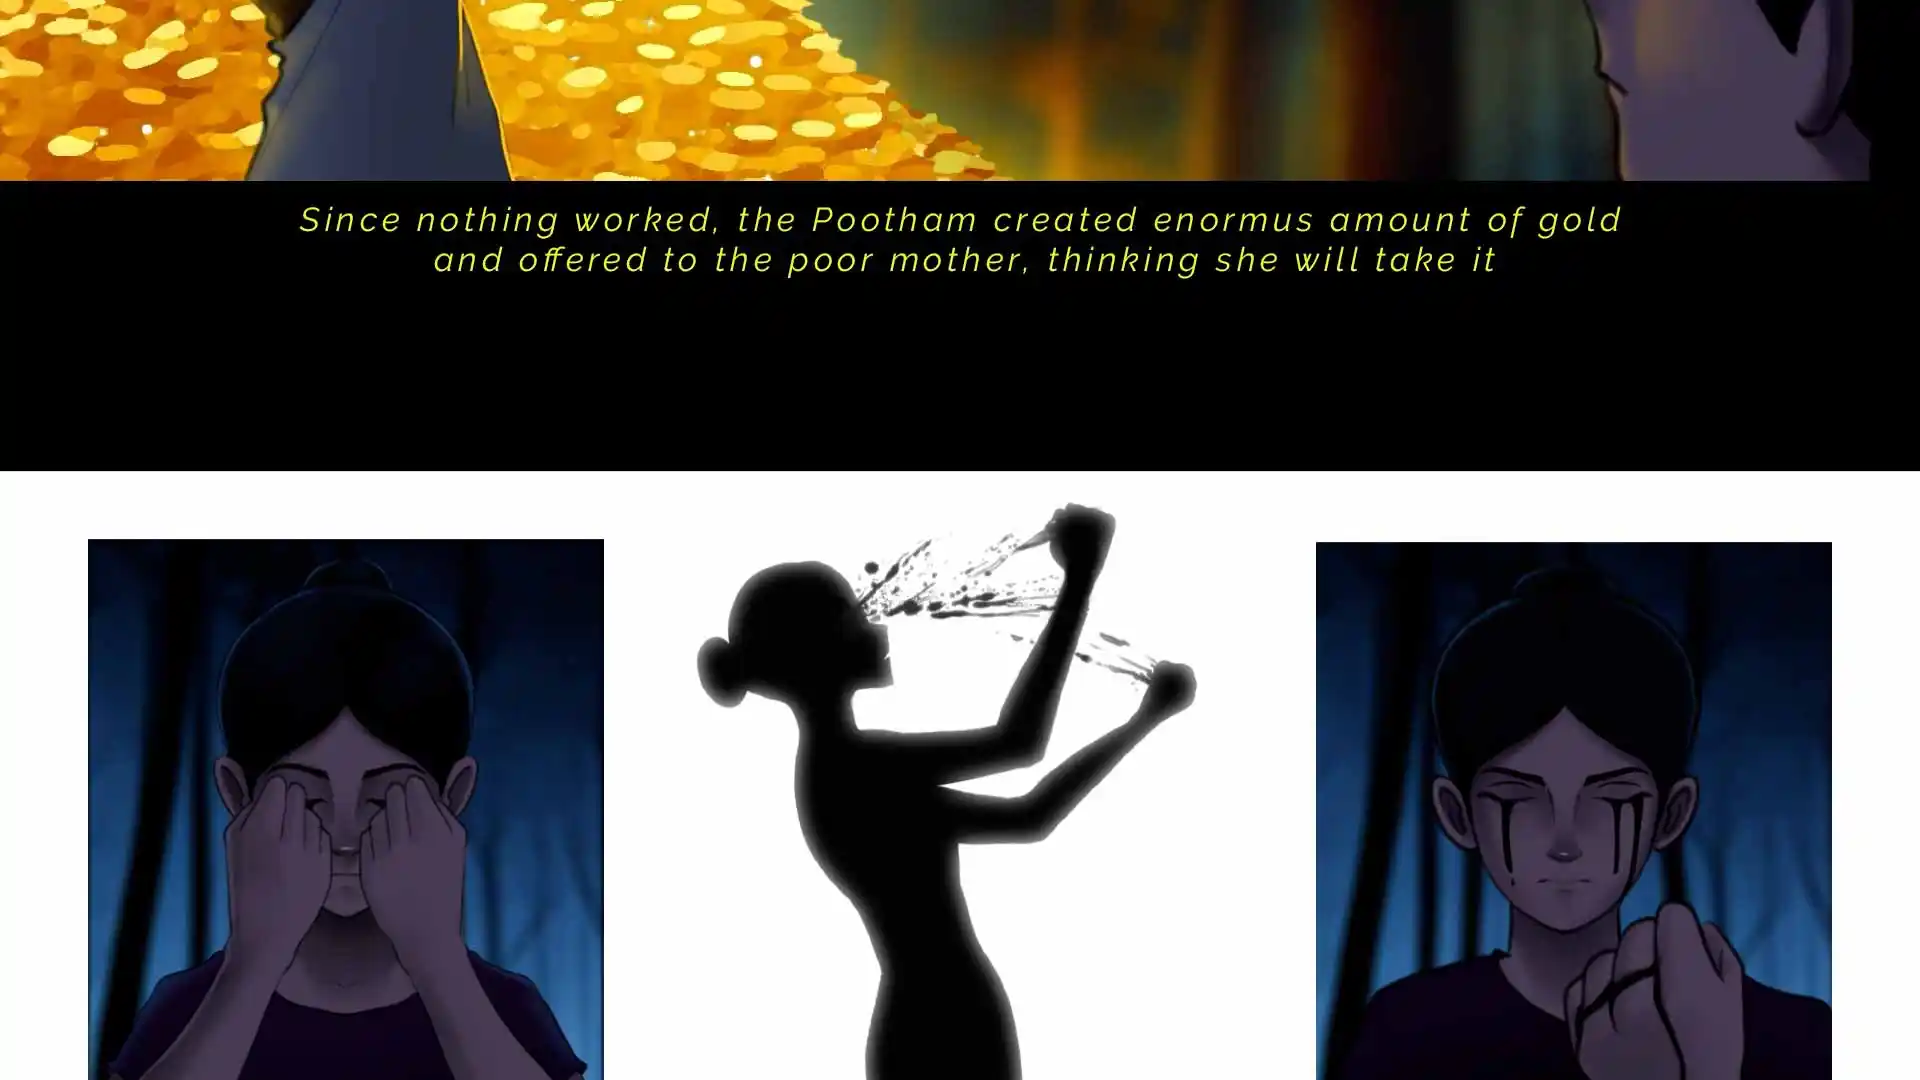 Since nothing worked, the Pootham created enormus amount of gold
and offered to the poor mother, thinking she will take it